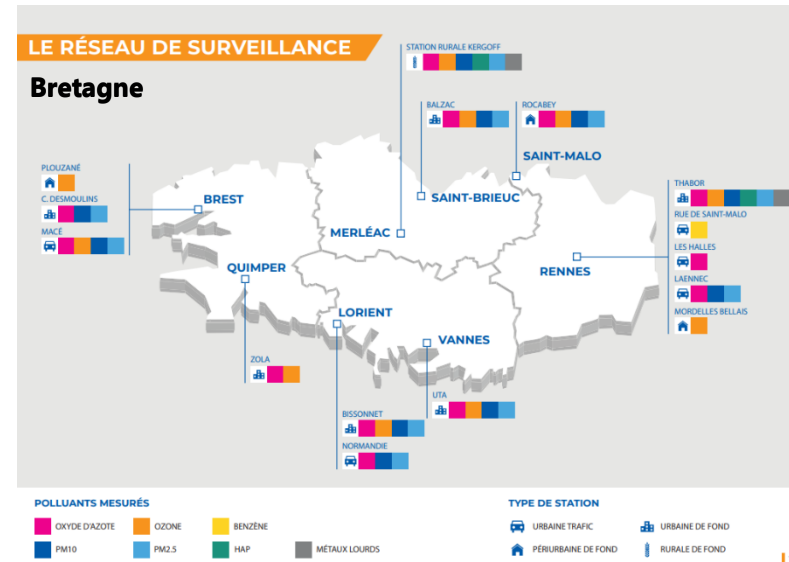 LE RÉSEAU DE SURVEILLANCE
Bretagne
STATION RURALE KERGOFF
BALZAC
ROCABEY
SAINT-MALO
PLOUZANÉ
C. DESMOULINS
MACÉ
BREST
SAINT-BRIEUC
MERLÉAC
THABOR
RUE DE SAINT-MALO
LES HALLES
LAENNEC
MORDELLES BELLAIS
QUIMPER
RENNES
LORIENT
VANNES
ZOLA
UTA
BISSONNET
NORMANDIE
POLLUANTS MESURÉS
OXYDE D'AZOTE
OZONE
BENZÈNE
PM10
PM2.5
HAP
MÉTAUX LOURDS
TYPE DE STATION
URBAINE TRAFIC
URBAINE DE FOND
PÉRIURBAINE DE FOND
RURALE DE FOND